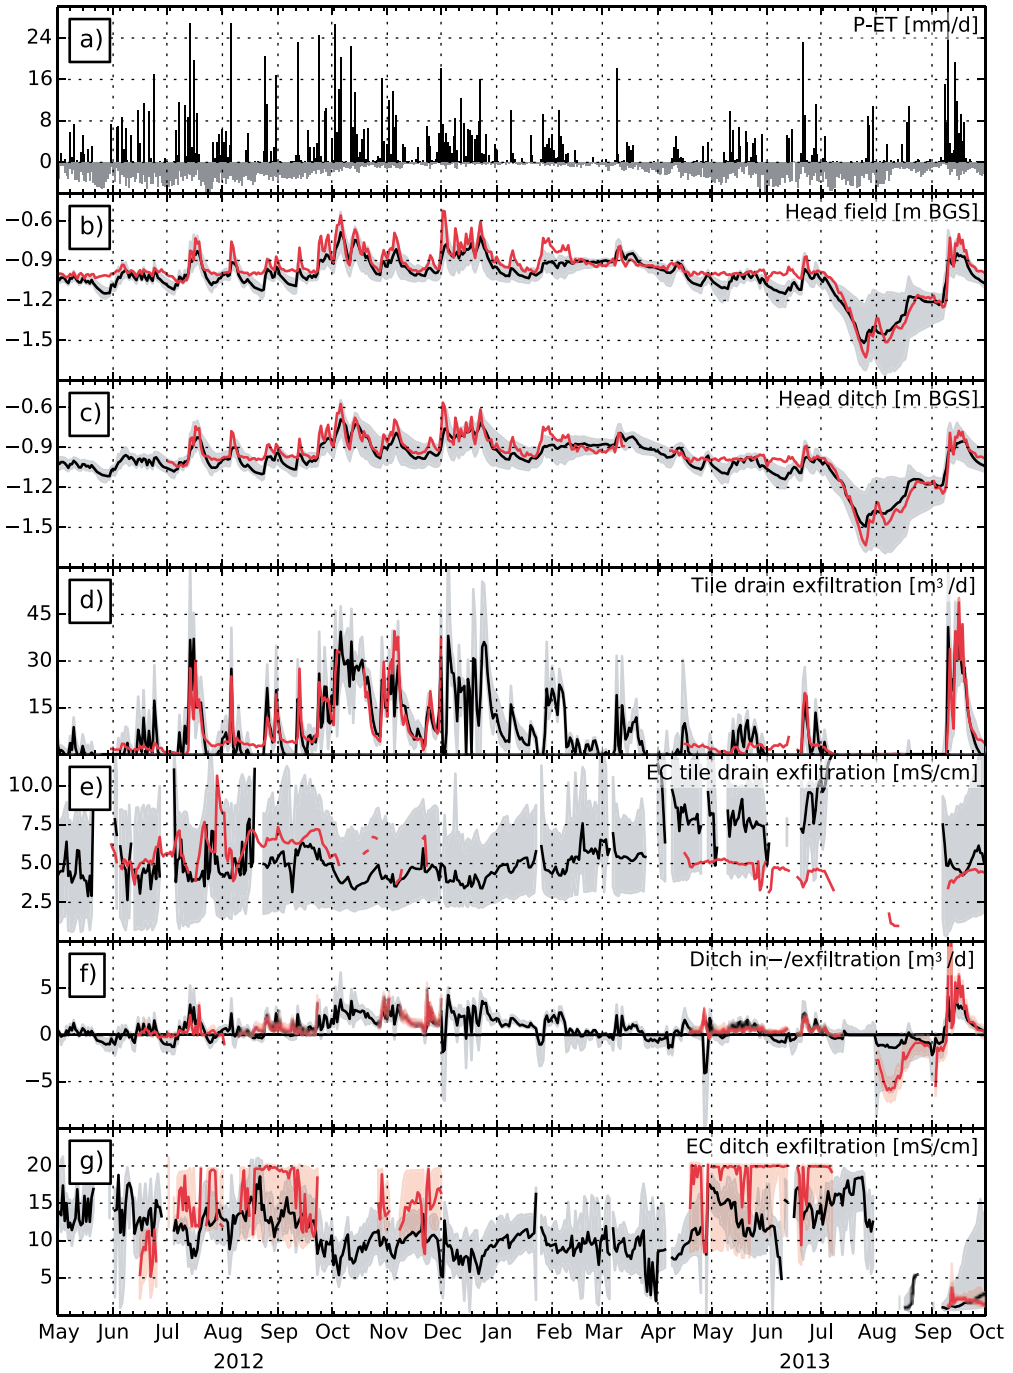 a)
P-ET [mm/d]
24
16
8
0
b)
Head field [m BGS]
−0.6
−0.9
−1.2
−1.5
c)
Head ditch [m BGS]
−0.6
−0.9
−1.2
−1.5
d)
Tile drain exfiltration [m³/d]
45
30
15
e)
EC tile drain exfiltration [mS/cm]
10.0
7.5
5.0
2.5
f)
Ditch in−/exfiltration [m³/d]
5
0
−5
g)
EC ditch exfiltration [mS/cm]
20
15
10
5
May Jun Jul Aug Sep Oct Nov Dec Jan Feb Mar Apr May Jun Jul Aug Sep Oct
2012 2013